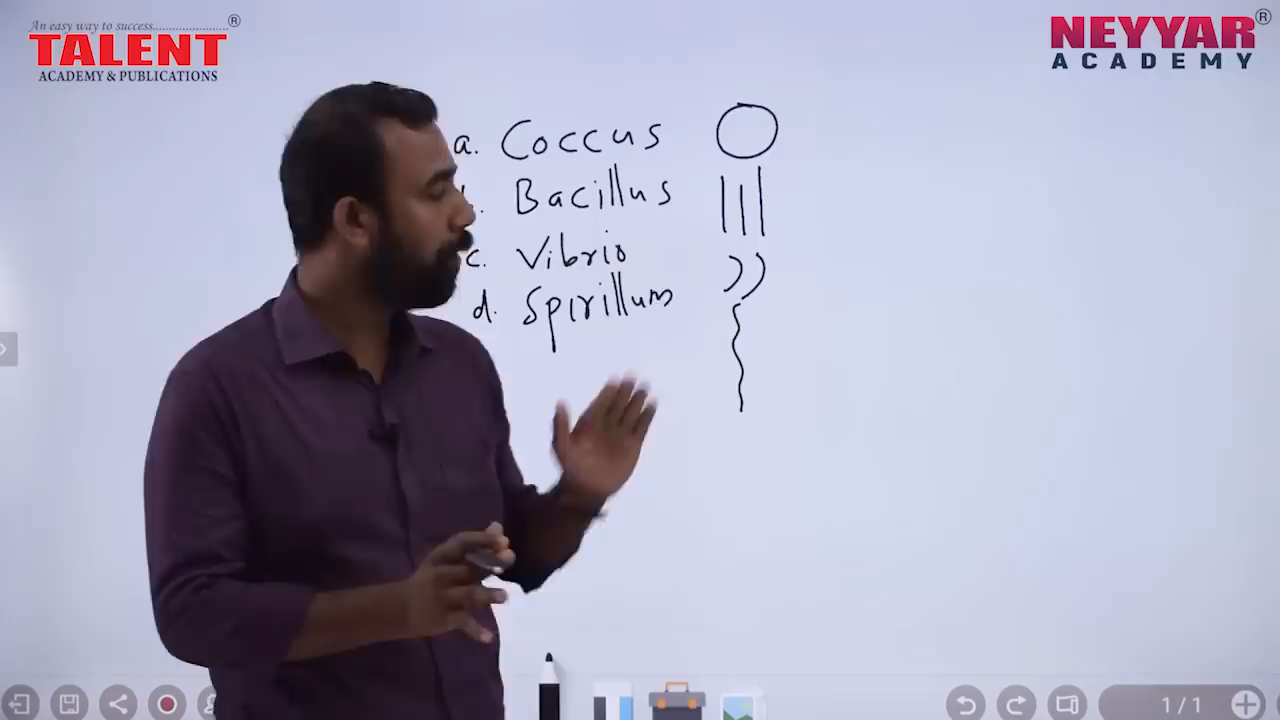 An easy way to success.....................®
TALENT
ACADEMY & PUBLICATIONS
NEYYAR®
ACADEMY
a. Coccus
Bacillus
c. Vibrio
d. Spirillum
1/1